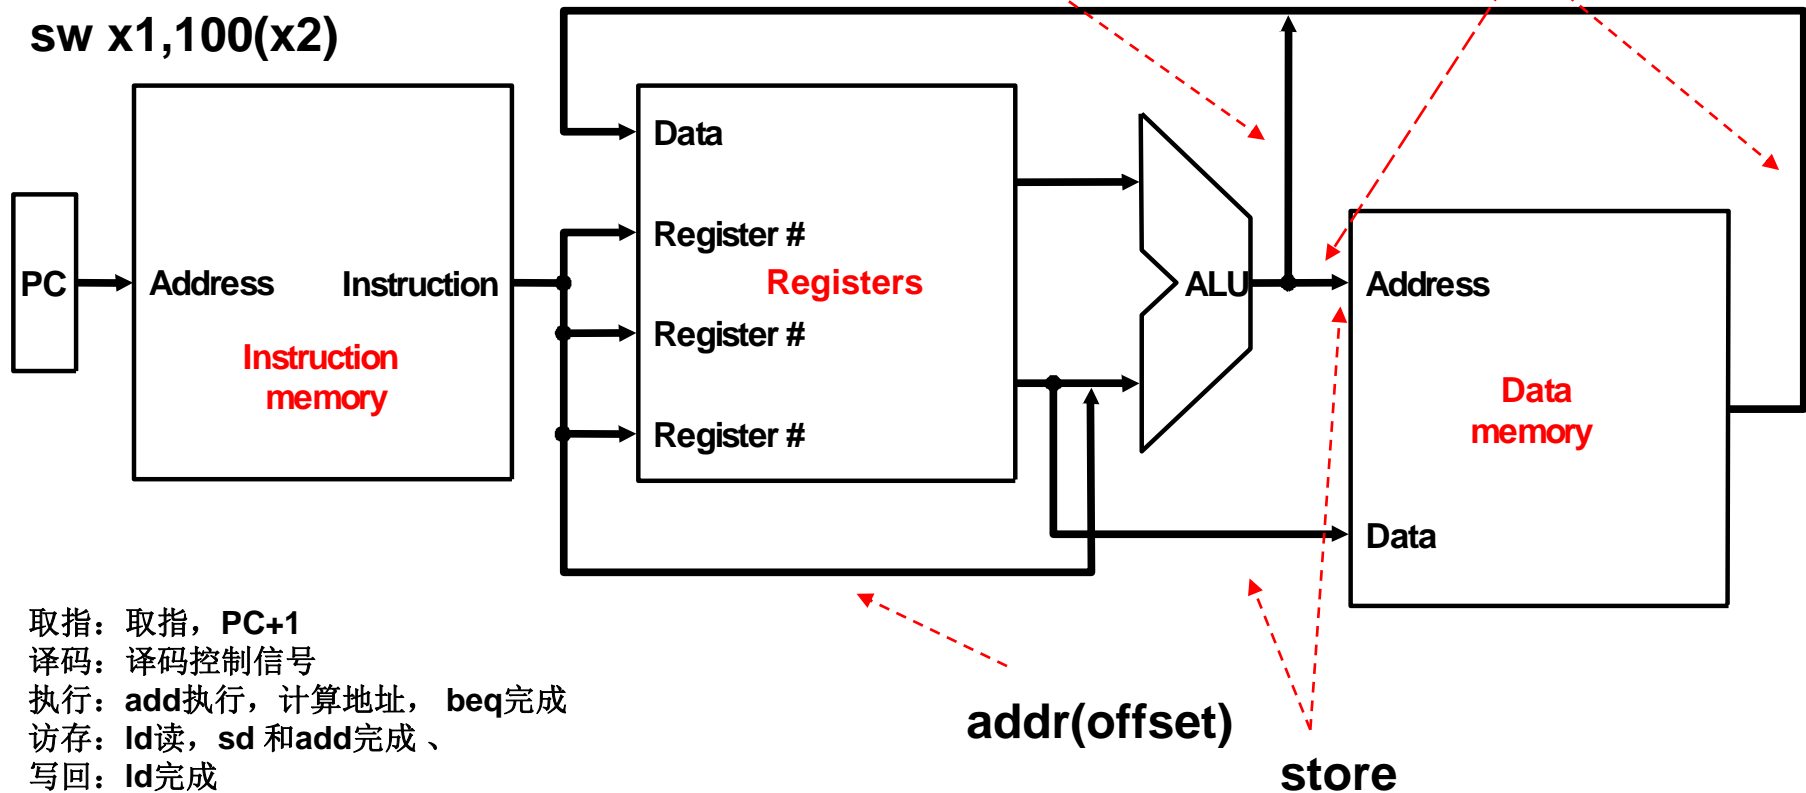 sw x1,100(x2)
Data
Register #
PC
Address
Instruction
Registers
ALU
Address
Register #
Instruction
memory
Data
memory
Register #
Data
取指：取指，PC+1
译码：译码控制信号
执行：add执行，计算地址， beq完成
访存：ld读，sd 和add完成 、
写回：ld完成
addr(offset)
store